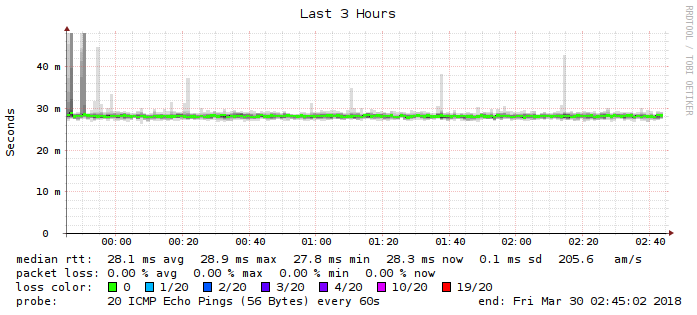 Last 3 Hours
RRDTOOL / TOBI OETIKER
Seconds
40 m
30 m
20 m
10 m
0
00:00 00:20 00:40 01:00 01:20 01:40 02:00 02:20 02:40
median rtt: 28.1 ms avg 28.9 ms max 27.8 ms min 28.3 ms now 0.1 ms sd 205.6 am/s
packet loss: 0.00 % avg 0.00 % max 0.00 % min 0.00 % now
loss color: 0 1/20 2/20 3/20 4/20 10/20 19/20
probe: 20 ICMP Echo Pings (56 Bytes) every 60s end: Fri Mar 30 02:45:02 2018